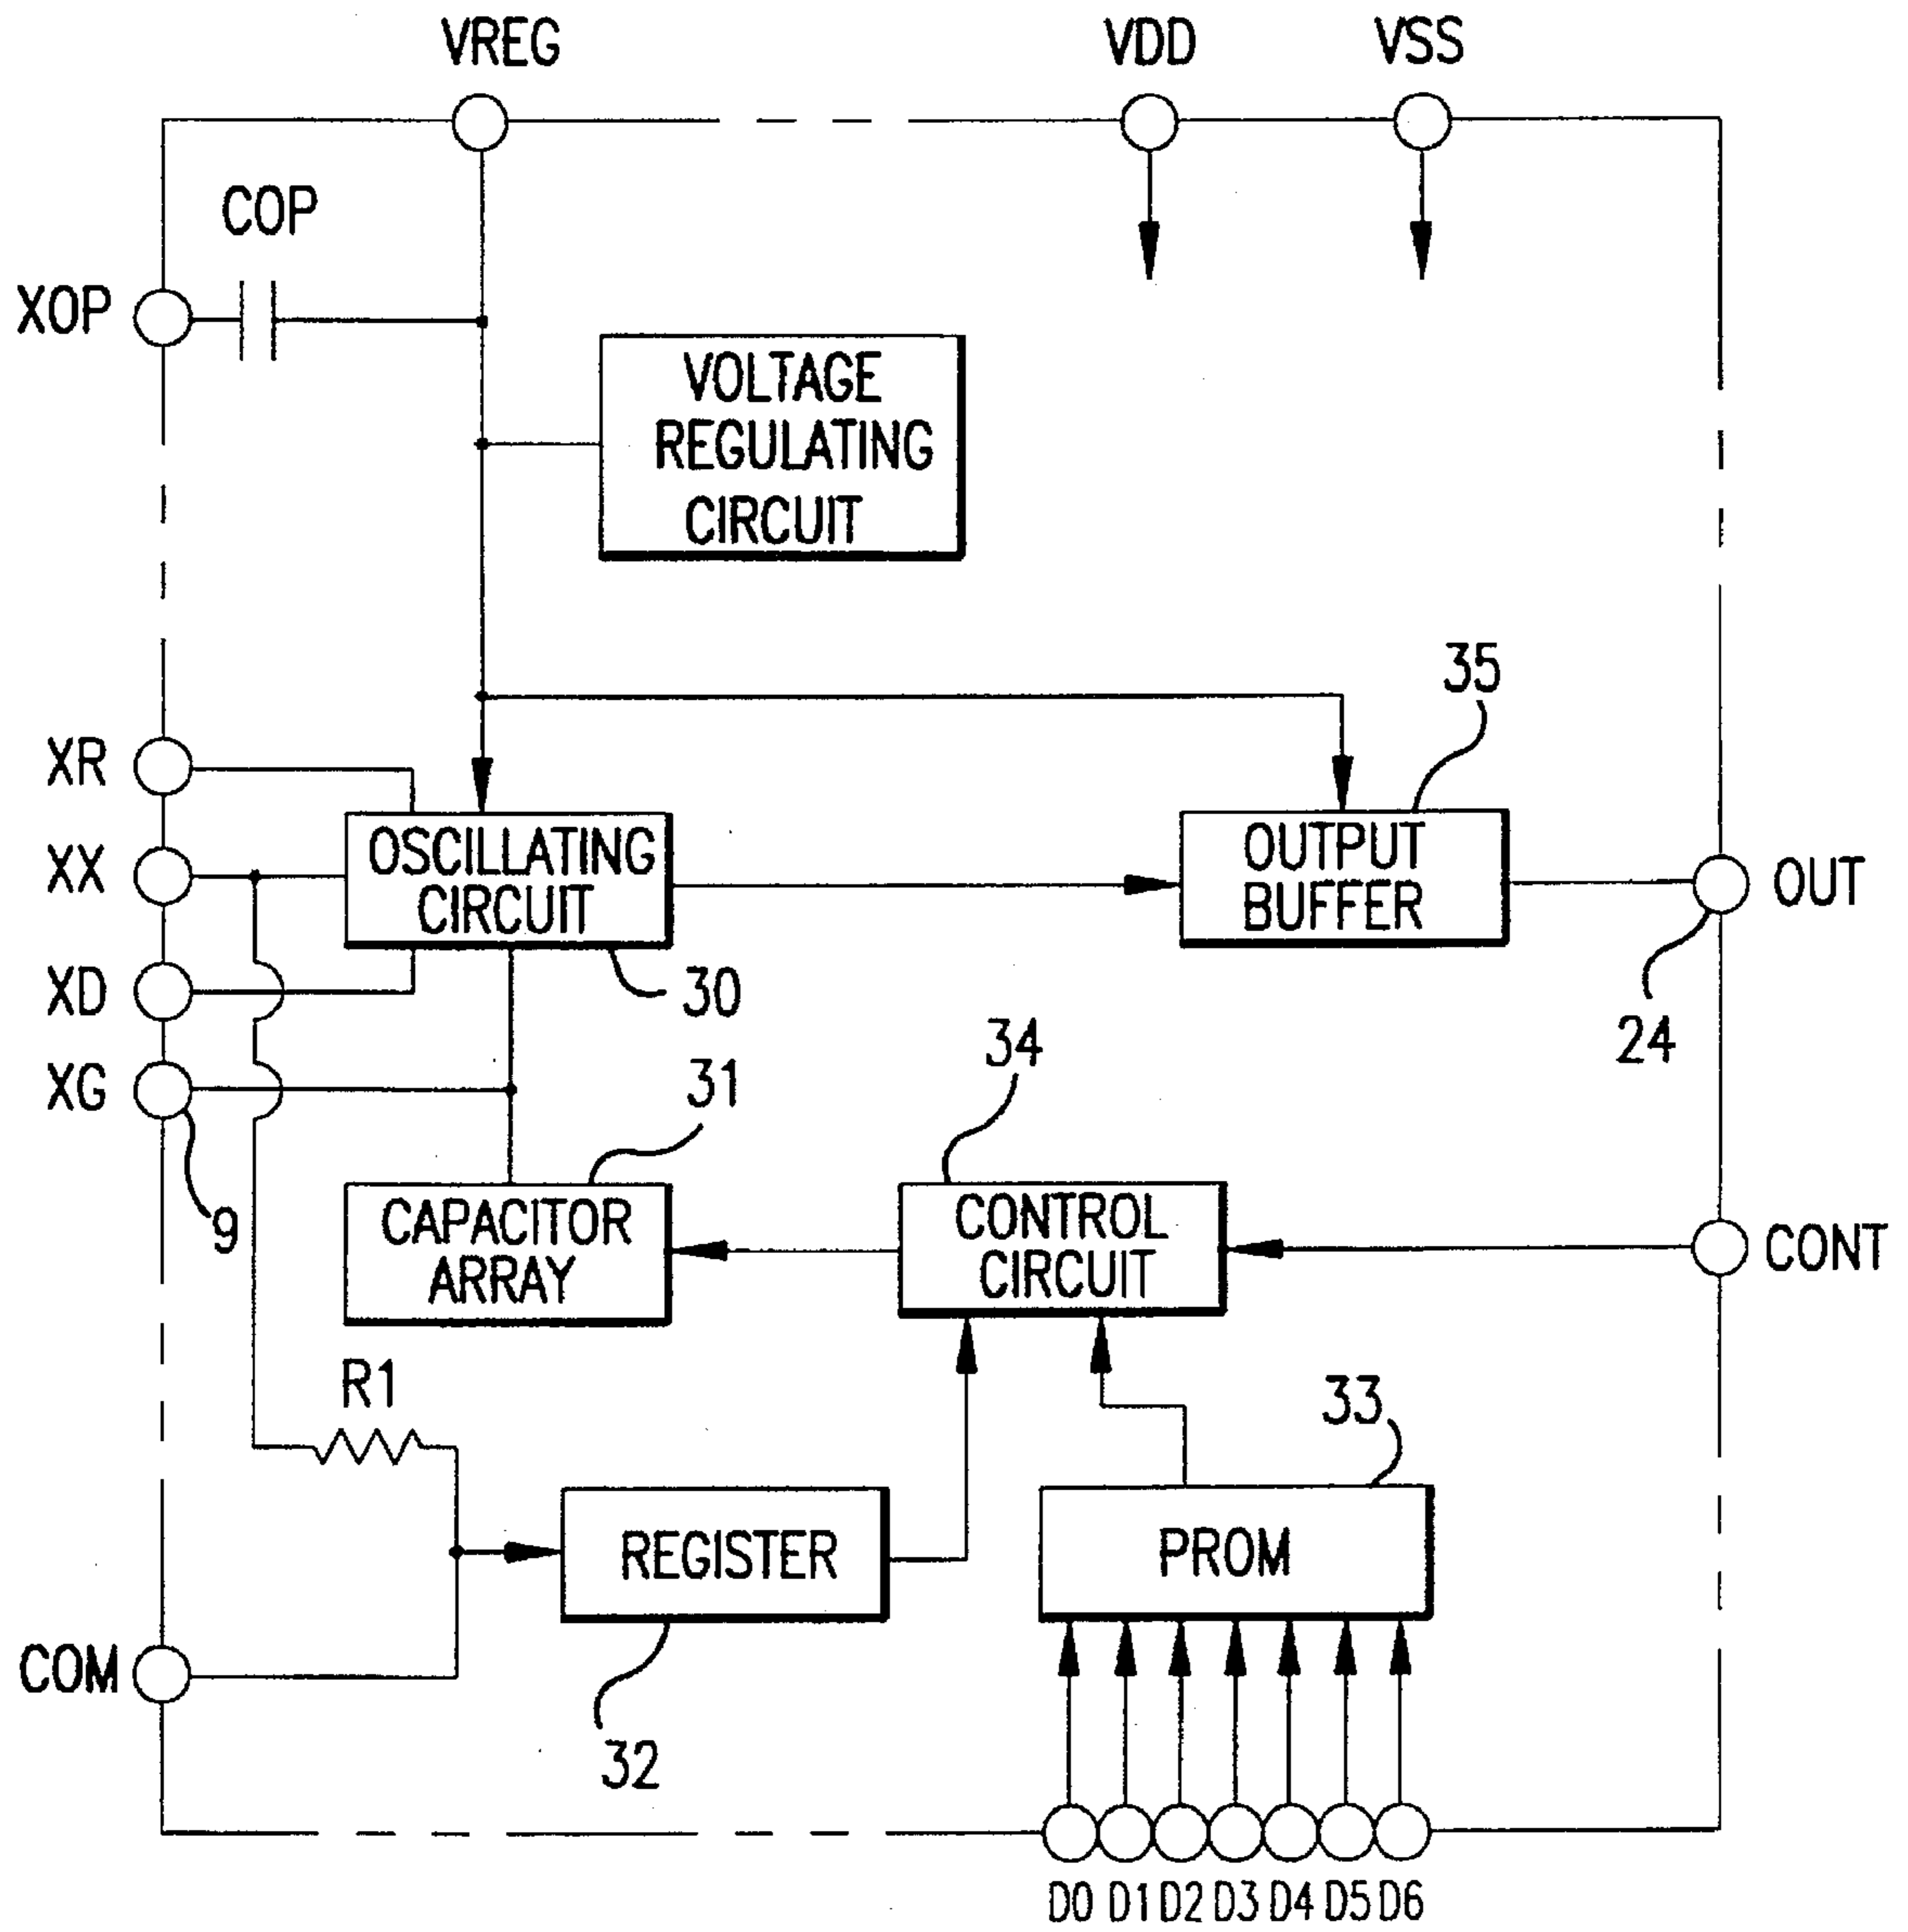 VREG
VDD
VSS
COP
XOP
VOLTAGE
REGULATING
CIRCUIT
35
XR
XX
OSCILLATING
CIRCUIT
OUTPUT
BUFFER
OUT
XD
30
24
XG
31
34
9
CAPACITOR
ARRAY
CONTROL
CIRCUIT
CONT
R1
33
REGISTER
PROM
COM
32
D0 D1 D2 D3 D4 D5 D6